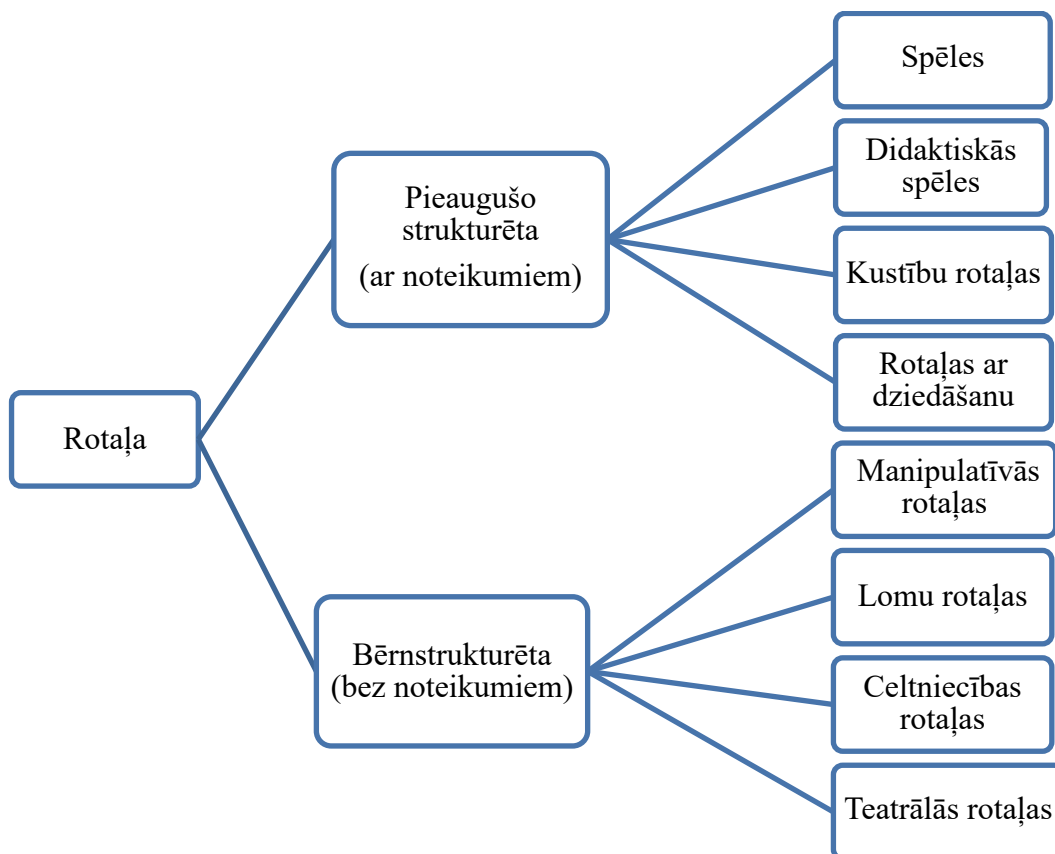 Rotaļa
Pieaugušo
strukturēta
(ar noteikumiem)
Spēles
Didaktiskās
spēles
Kustību rotaļas
Rotaļas ar
dziedāšanu
Bērnstrukturēta
(bez noteikumiem)
Manipulatīvās
rotaļas
Lomu rotaļas
Celtniecības
rotaļas
Teatrālās rotaļas